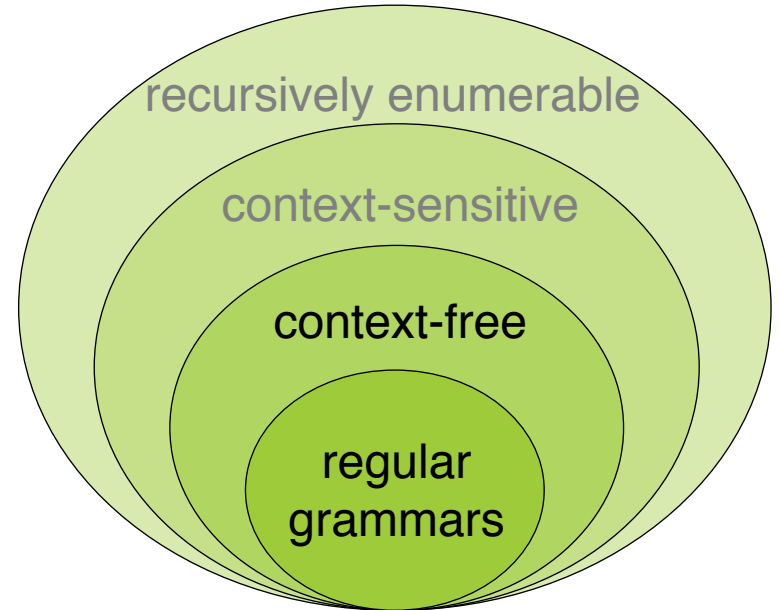 recursively enumerable
context-sensitive
context-free
regular
grammars